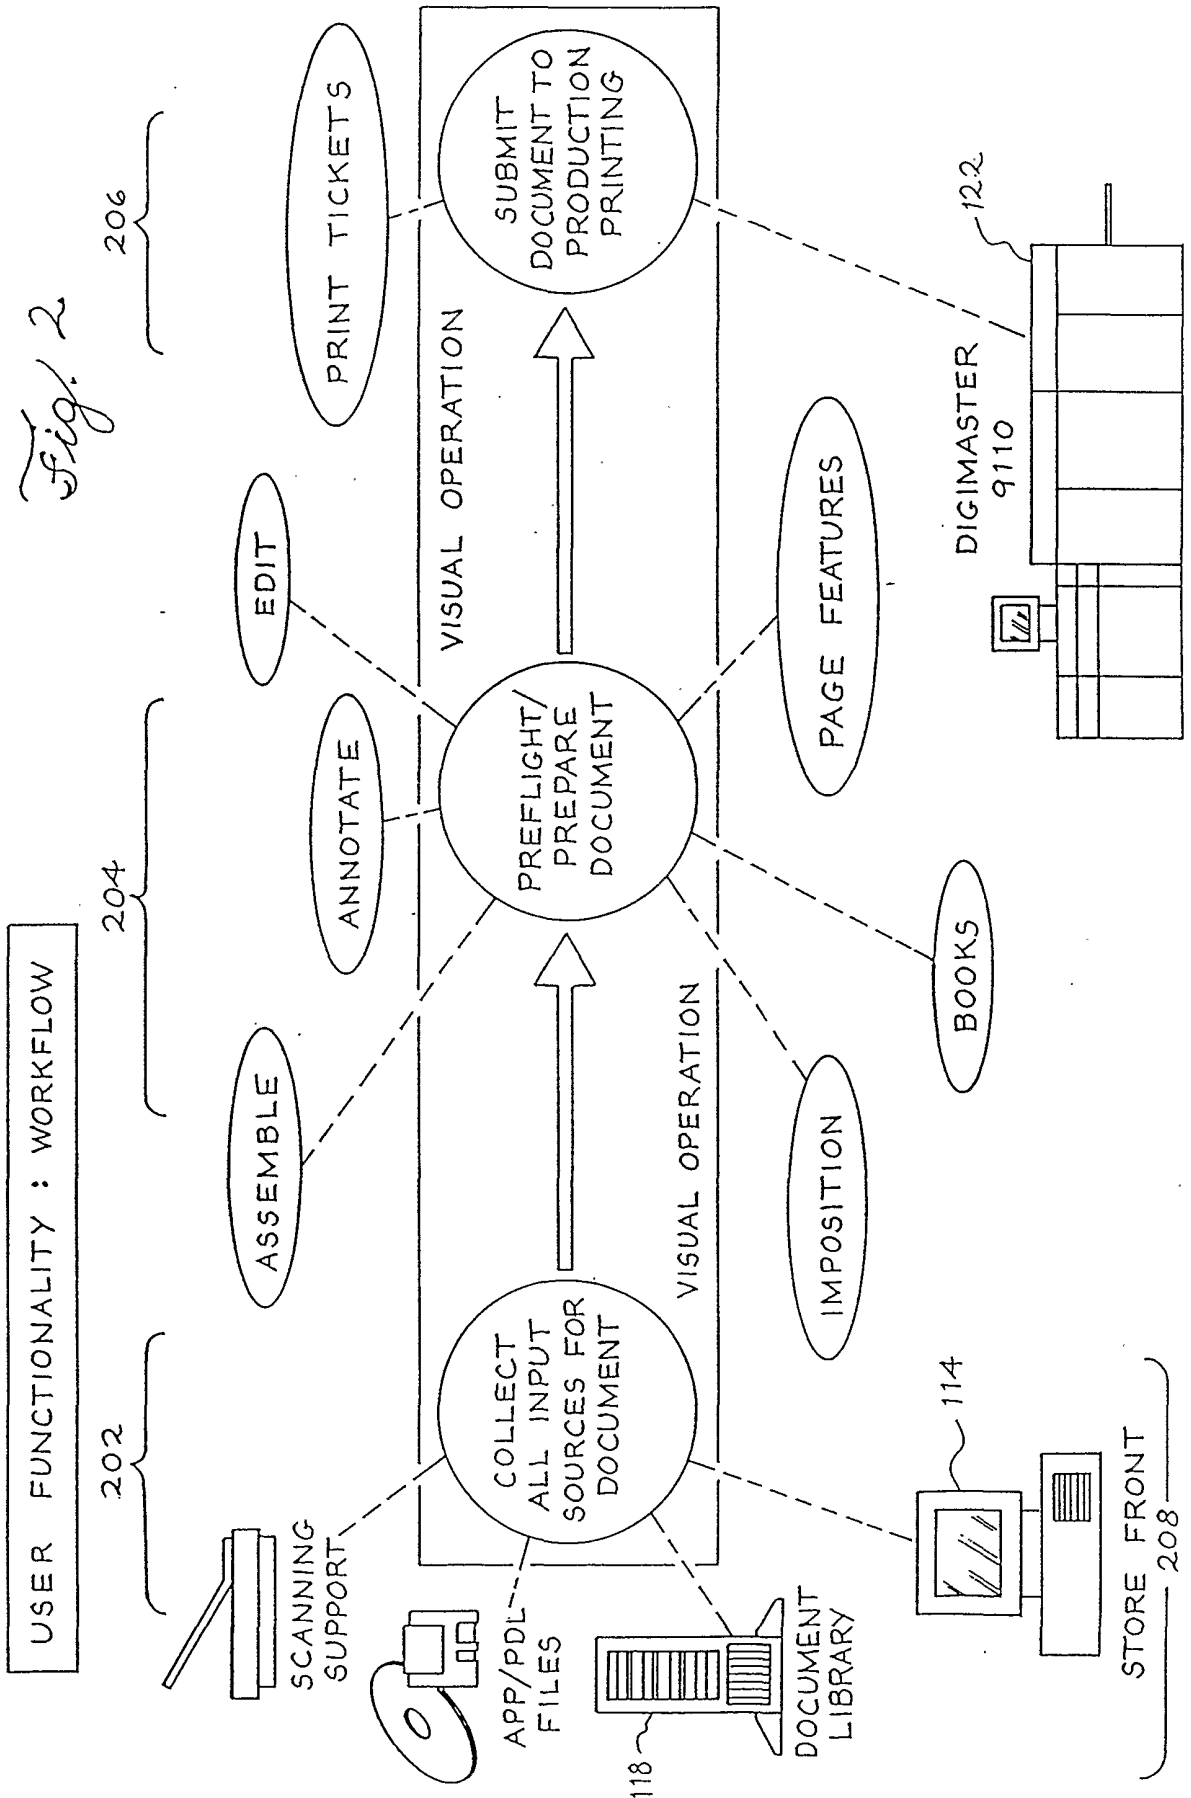 USER FUNCTIONALITY : WORKFLOW
Fig. 2
202
204
206
SCANNING
SUPPORT
ASSEMBLE
ANNOTATE
EDIT
PRINT TICKETS
APP/PDL
FILES
COLLECT
ALL INPUT
SOURCES FOR
DOCUMENT
VISUAL OPERATION
PREFLIGHT/
PREPARE
DOCUMENT
VISUAL OPERATION
SUBMIT
DOCUMENT TO
PRODUCTION
PRINTING
118
DOCUMENT
LIBRARY
IMPOSITION
BOOKS
PAGE FEATURES
114
STORE FRONT
208
DIGIMASTER
9110
122